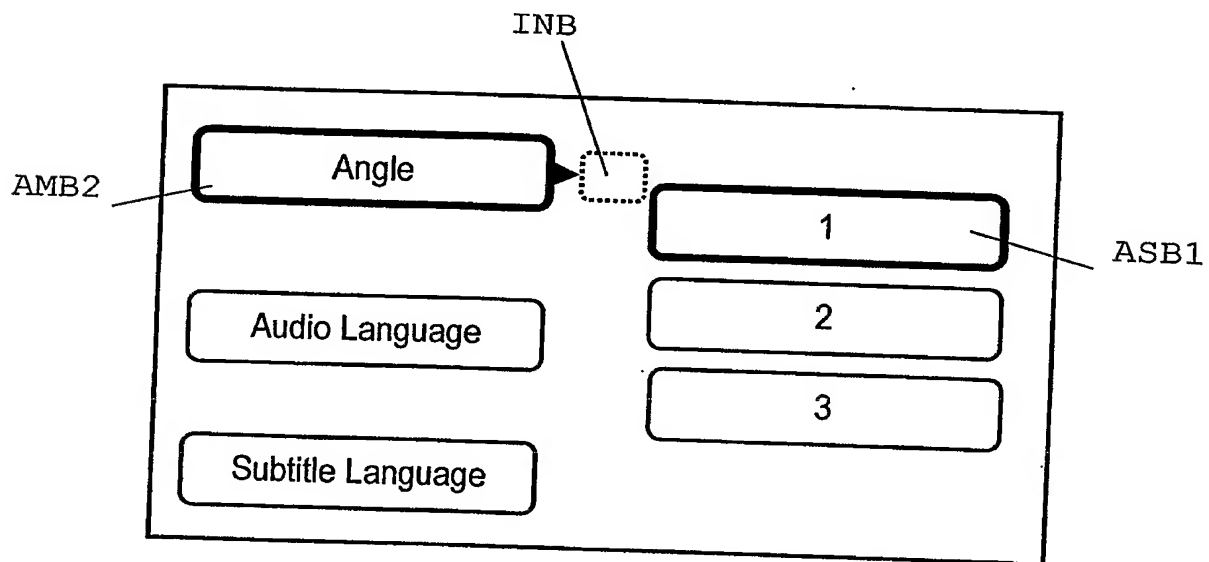 INB
AMB2
Angle
1
ASB1
Audio Language
2
3
Subtitle Language